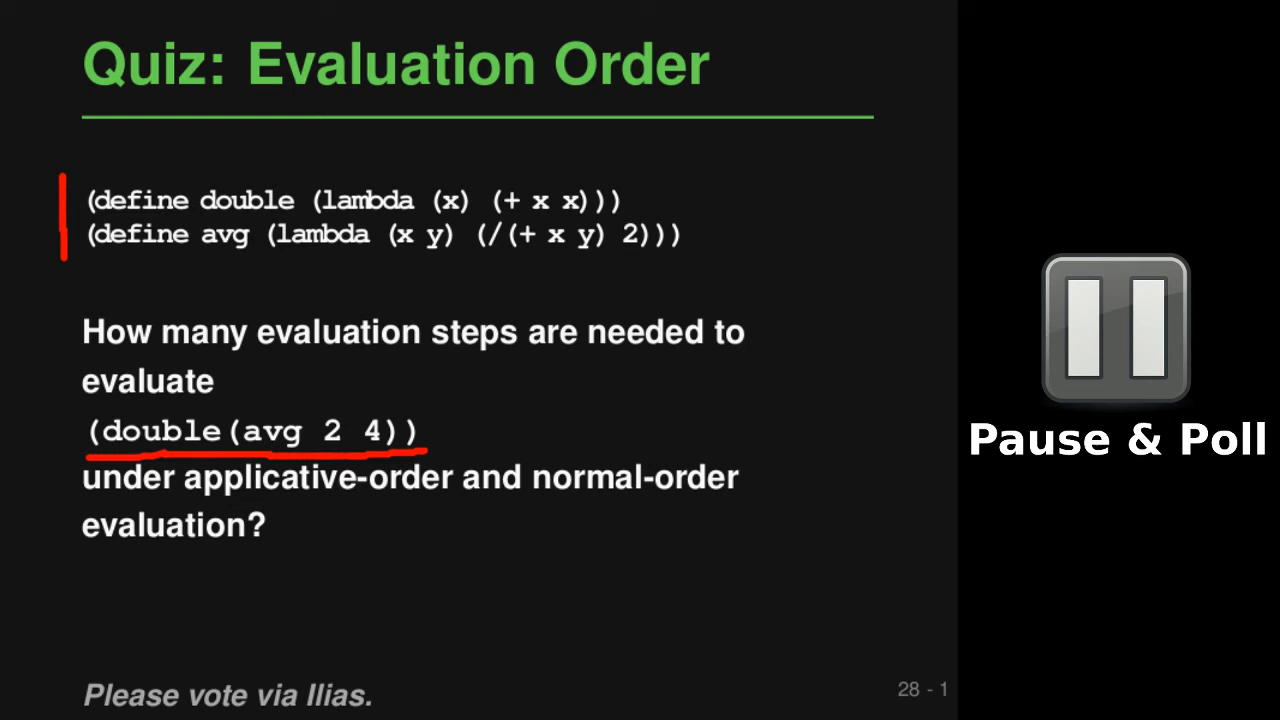 Quiz: Evaluation Order
(define double (lambda (x) (+ x x)))
(define avg (lambda (x y) (/(+ x y) 2)))
How many evaluation steps are needed to
evaluate
(double(avg 2 4))
under applicative-order and normal-order
evaluation?
Pause & Poll
Please vote via Ilias.
28 - 1